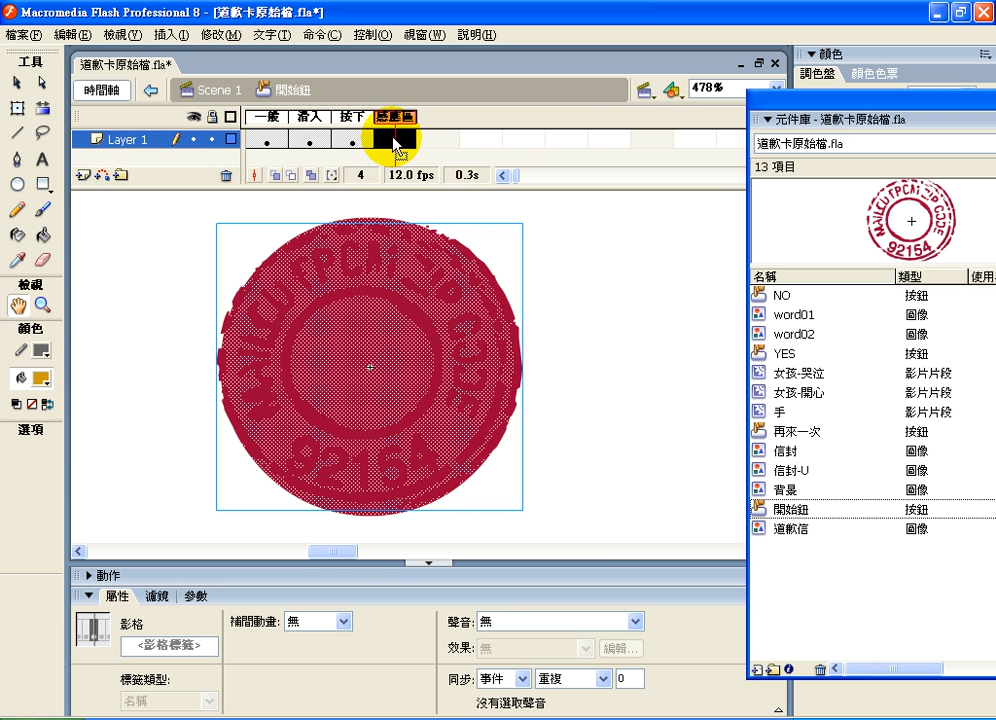 Macromedia Flash Professional 8 - [道歉卡原始檔.fla*]
檔案(F) 編輯(E) 檢視(V) 插入(I) 修改(M) 文字(T) 命令(C) 控制(O) 視窗(W) 說明(H)
工具
道歉卡原始檔.fla*
時間軸
Scene 1
開始鈕
478%
一般 滑入 按下 感應區
Layer 1
4
12.0 fps
0.3s
檢視
顏色
選項
MAILCO TPCAI ZIP CODE
92154
顏色
調色盤 顏色色票
元件庫 - 道歉卡原始檔.fla
道歉卡原始檔.fla
13 項目
92154
名稱 類型 使用
NO 按鈕
word01 圖像
word02 圖像
YES 按鈕
女孩-哭泣 影片片段
女孩-開心 影片片段
手 影片片段
再來一次 按鈕
信封 圖像
信封-U 圖像
背景 圖像
開始鈕 按鈕
道歉信 圖像
動作
屬性 濾鏡 參數
影格
<影格標籤>
標籤類型:
名稱
補間動畫: 無
聲音: 無
效果: 無 編輯...
同步: 事件 重複 0
沒有選取聲音